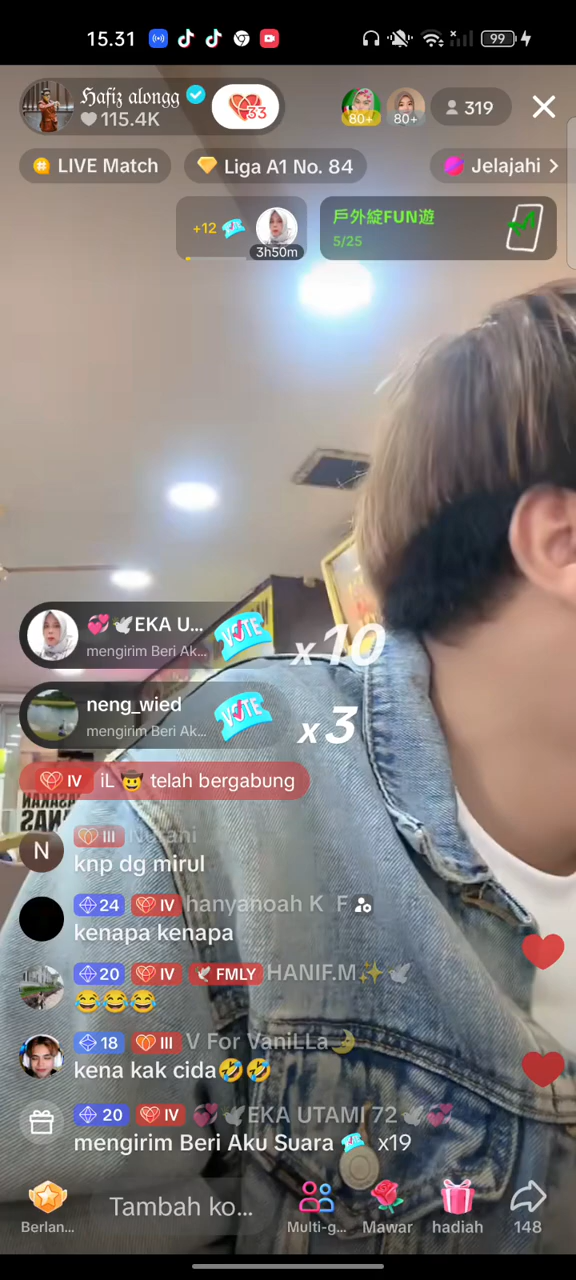 15.31
99
Hafiz alongg
115.4K
33
80+
80+
319
LIVE Match
Liga A1 No. 84
Jelajahi
+12
3h50m
戶外綻FUN遊
5/25
EKA U...
mengirim Beri Ak...
VOTE
x10
neng_wied
mengirim Beri Ak...
VOTE
x3
IV iL 🤠 telah bergabung
N
III Nurani
knp dg mirul
24 IV hanyanoah K F
kenapa kenapa
20 IV FMLY HANIF.M✨🕊
😂😂😂
18 III V For VaniLLa🌙
kena kak cida🤣🤣
20 IV 💞🕊EKA UTAMI 72🕊💞
mengirim Beri Aku Suara x19
Berlan...
Tambah ko...
Multi-g...
Mawar
hadiah
148